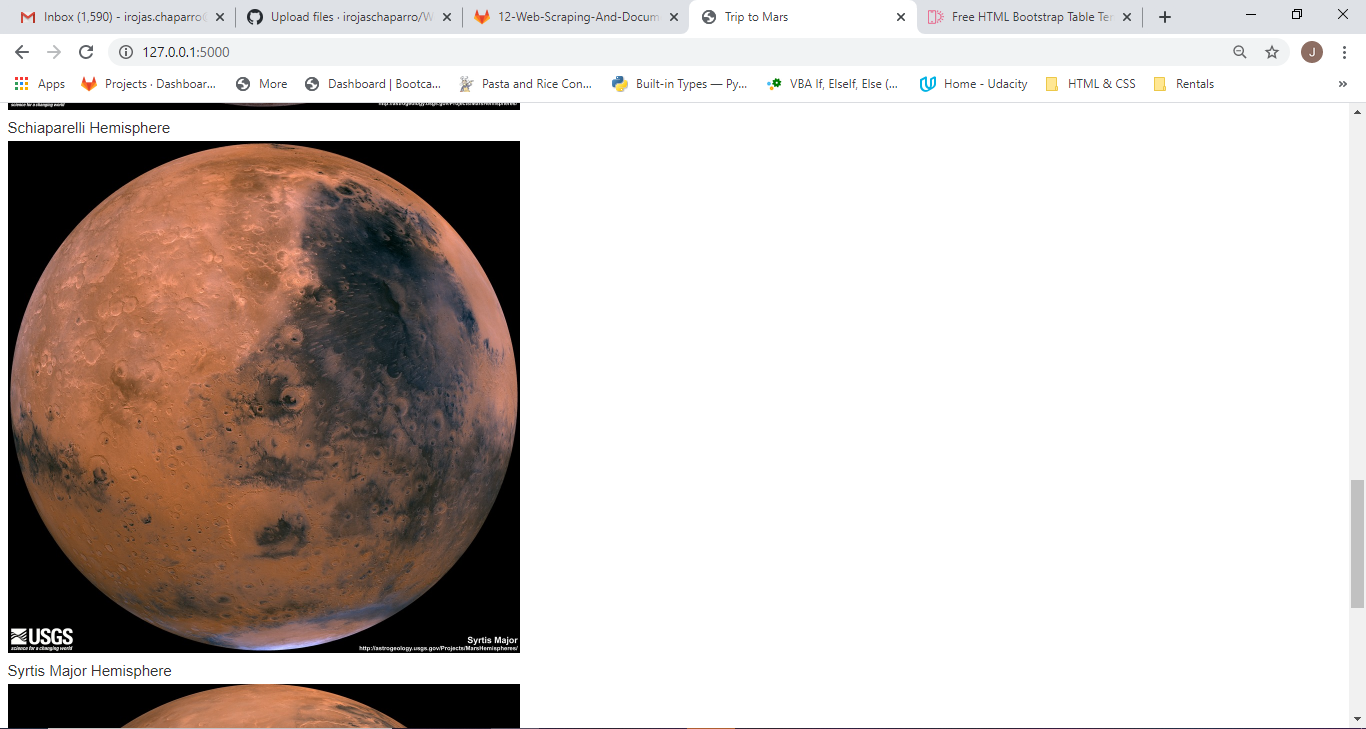 Inbox (1,590) - irojas.chaparro
Upload files · irojaschaparro/W
12-Web-Scraping-And-Docum
Trip to Mars
Free HTML Bootstrap Table Ter
127.0.0.1:5000
J
Apps
Projects · Dashboar...
More
Dashboard | Bootca...
Pasta and Rice Con...
Built-in Types — Py...
VBA If, ElseIf, Else (...
Home - Udacity
HTML & CSS
Rentals
»
science for a changing world
http://astrogeology.usgs.gov/Projects/MarsHemispheres/
Schiaparelli Hemisphere
USGS
science for a changing world
Syrtis Major
http://astrogeology.usgs.gov/Projects/MarsHemispheres/
Syrtis Major Hemisphere